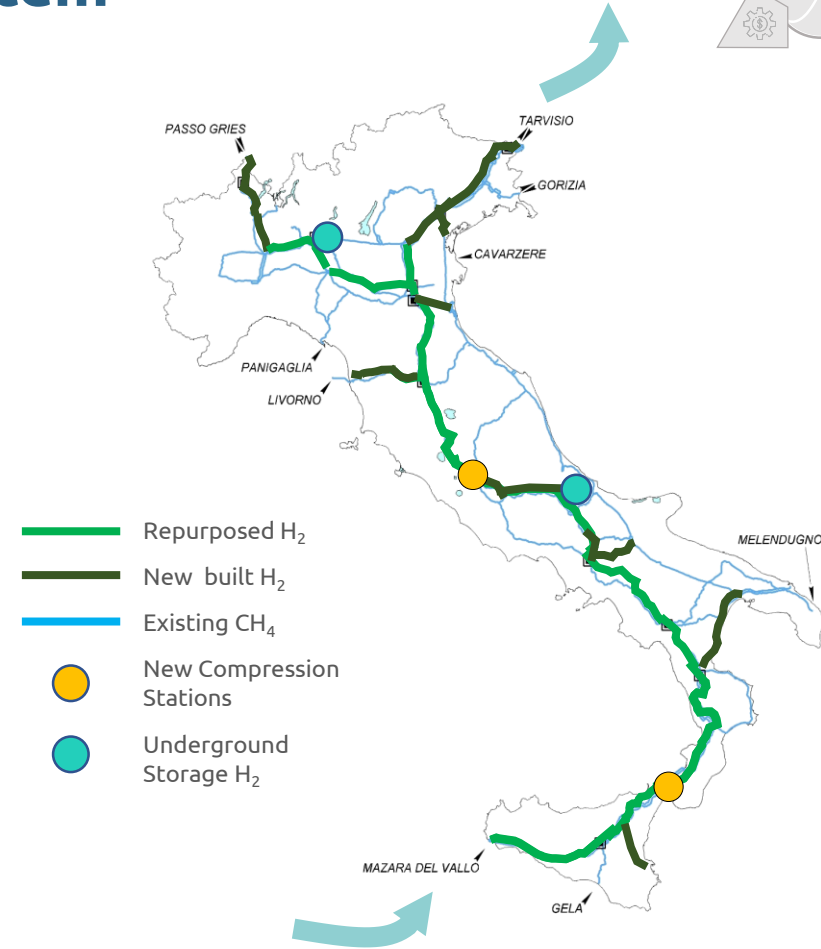 PASSO GRIES
TARVISIO
GORIZIA
CAVARZERE
PANIGAGLIA
LIVORNO
Repurposed H₂
New built H₂
MELENDUGNO
Existing CH₄
New Compression
Stations
Underground
Storage H₂
MAZARA DEL VALLO
GELA
$